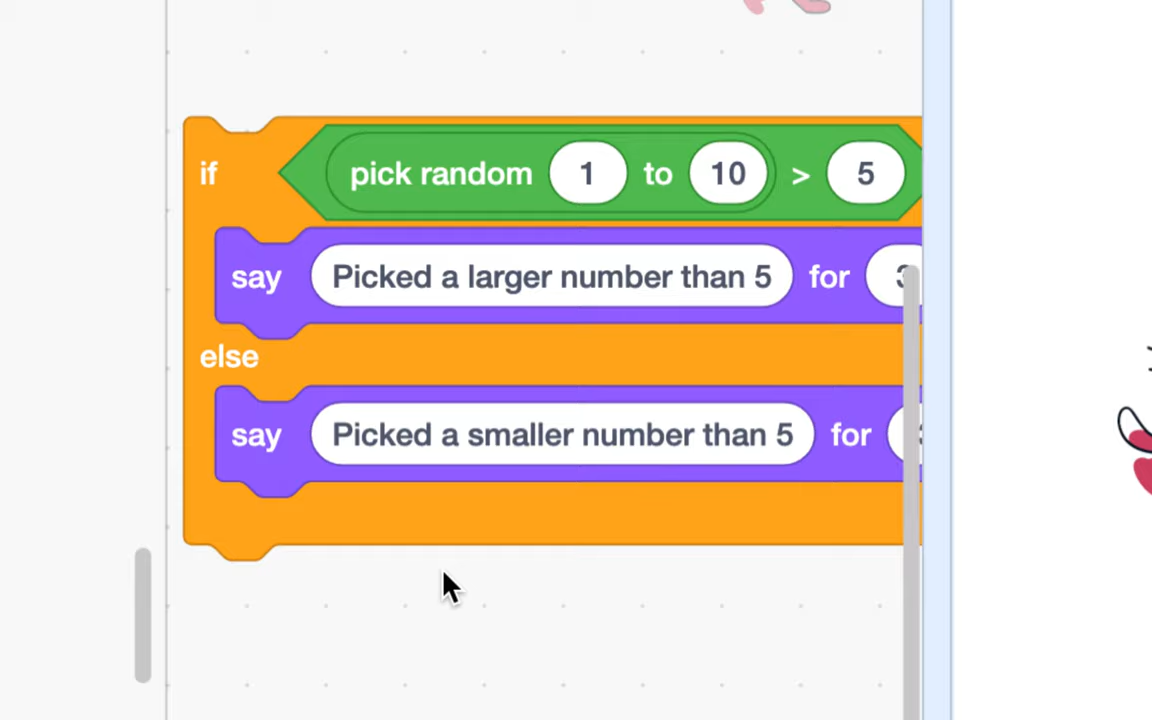 if pick random 1 to 10 > 5
say Picked a larger number than 5 for
else
say Picked a smaller number than 5 for